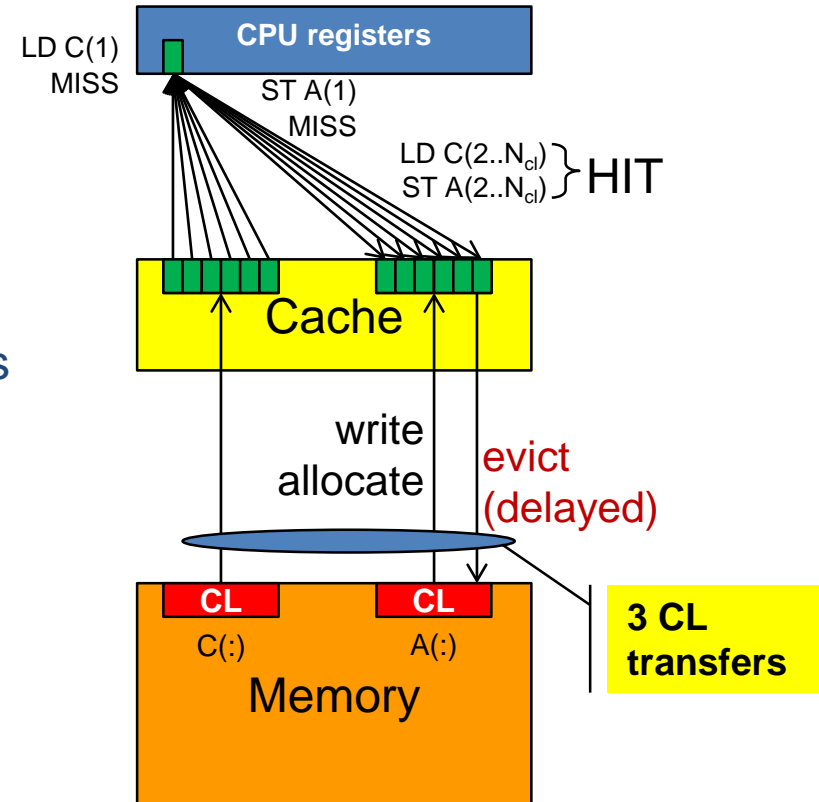 CPU registers
LD C(1)
MISS
ST A(1)
MISS
LD C(2..Ncl)
ST A(2..Ncl)
HIT
Cache
s
write
allocate
evict
(delayed)
CL
CL
C(:)
A(:)
3 CL
transfers
Memory